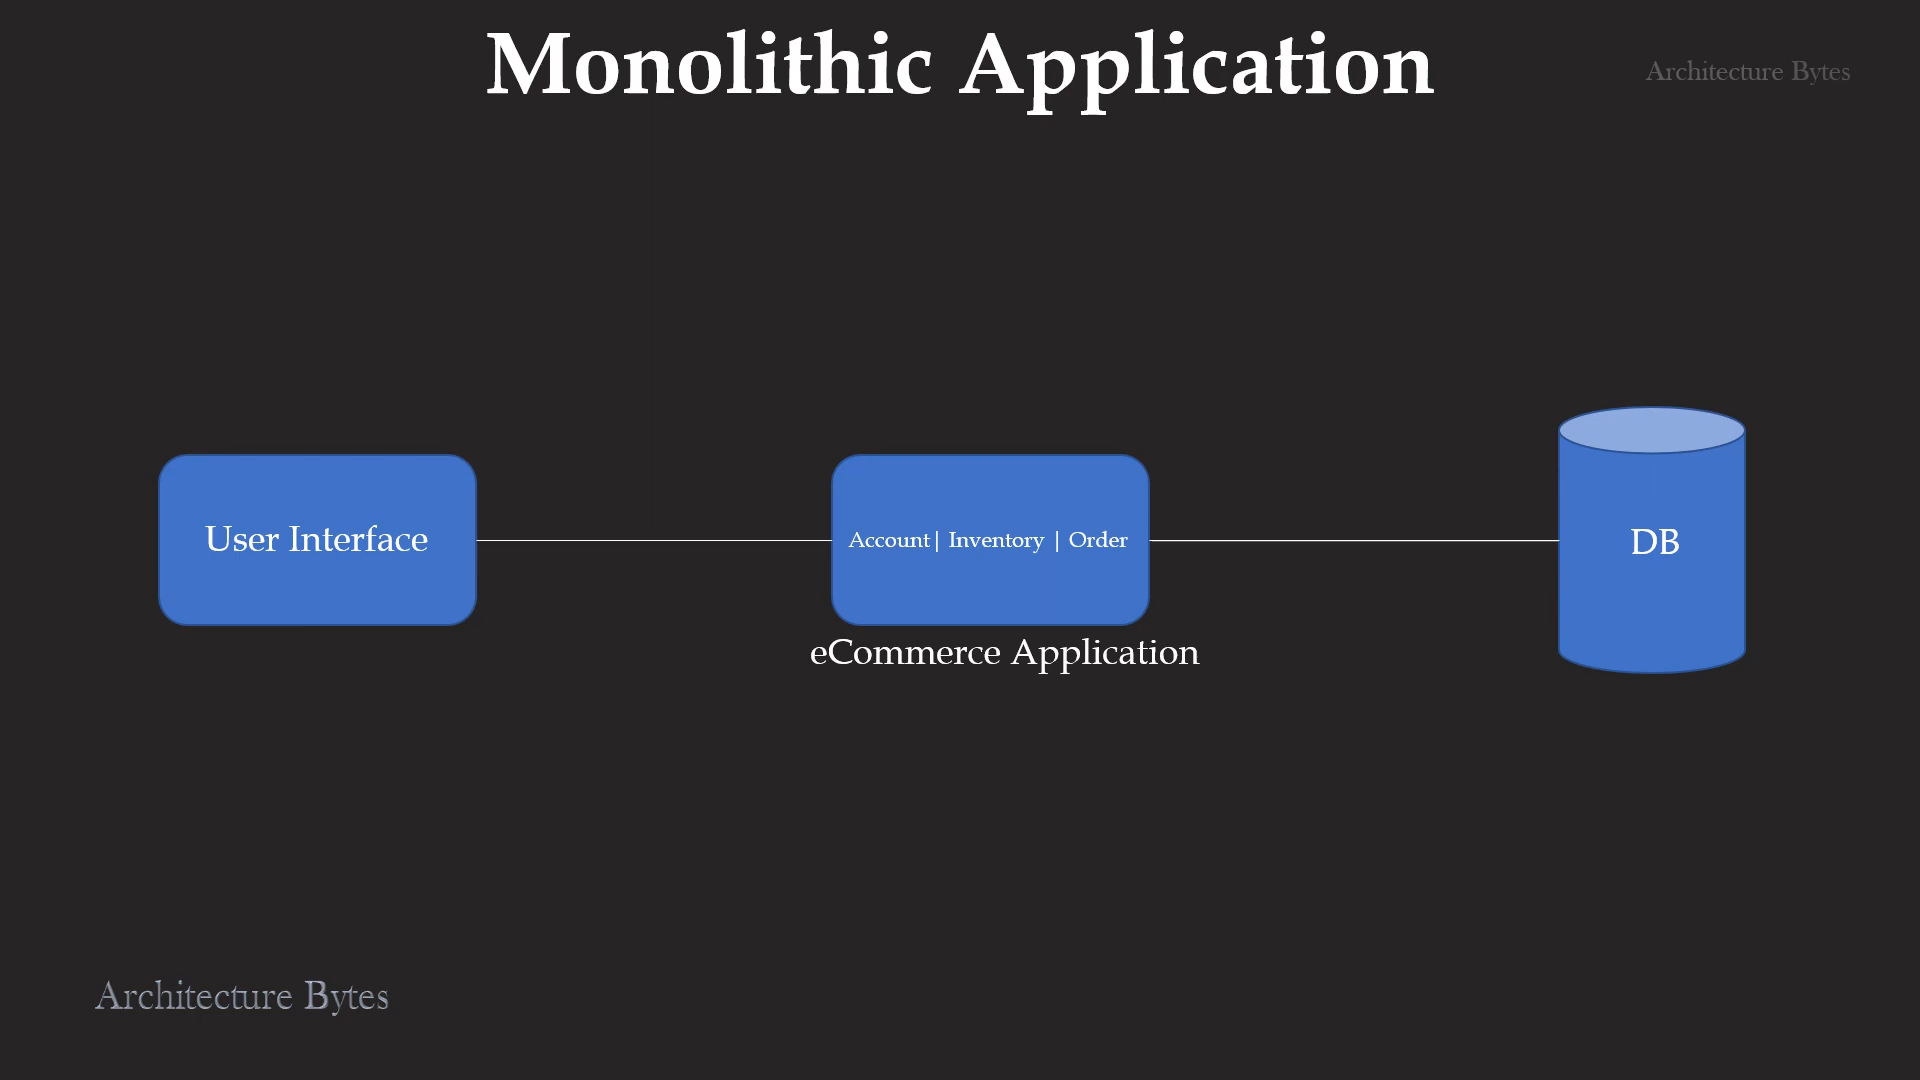 Monolithic Application
Architecture Bytes
User Interface
Account| Inventory | Order
DB
eCommerce Application
Architecture Bytes